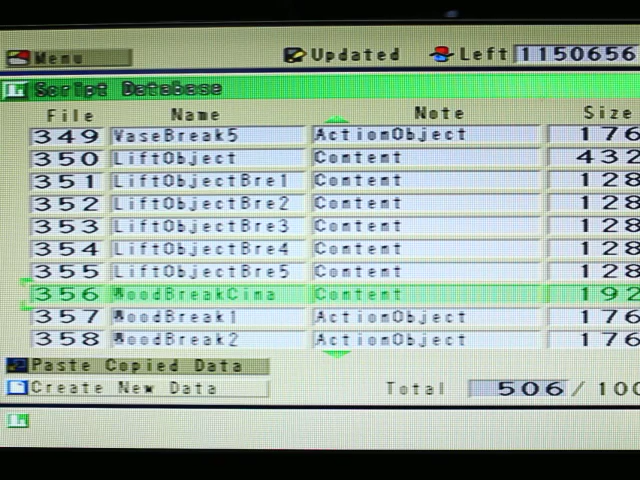 Menu Updated Left 1150656
Script Database
File Name Note Size
349 VaseBreak5 ActionObject 176
350 LiftObject Content 432
351 LiftObjectBre1 Content 128
352 LiftObjectBre2 Content 128
353 LiftObjectBre3 Content 128
354 LiftObjectBre4 Content 128
355 LiftObjectBre5 Content 128
356 WoodBreakCima Content 192
357 WoodBreak1 ActionObject 176
358 WoodBreak2 ActionObject 176
Paste Copied Data
Create New Data Total 506/100